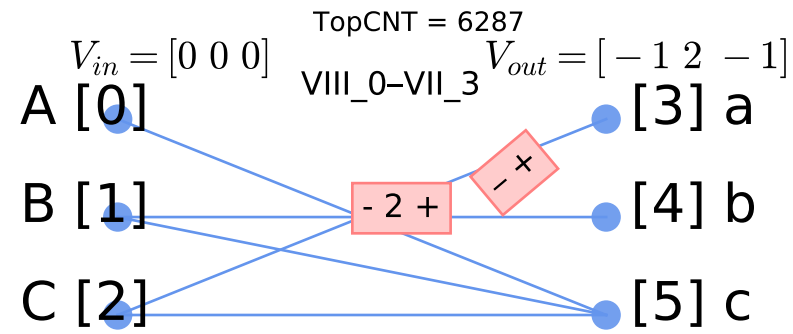 TopCNT = 6287
V_in = [0 0 0]
V_out = [ − 1 2 − 1]
VIII_0–VII_3
A [0]
[3] a
- +
B [1]
- 2 +
[4] b
C [2]
[5] c